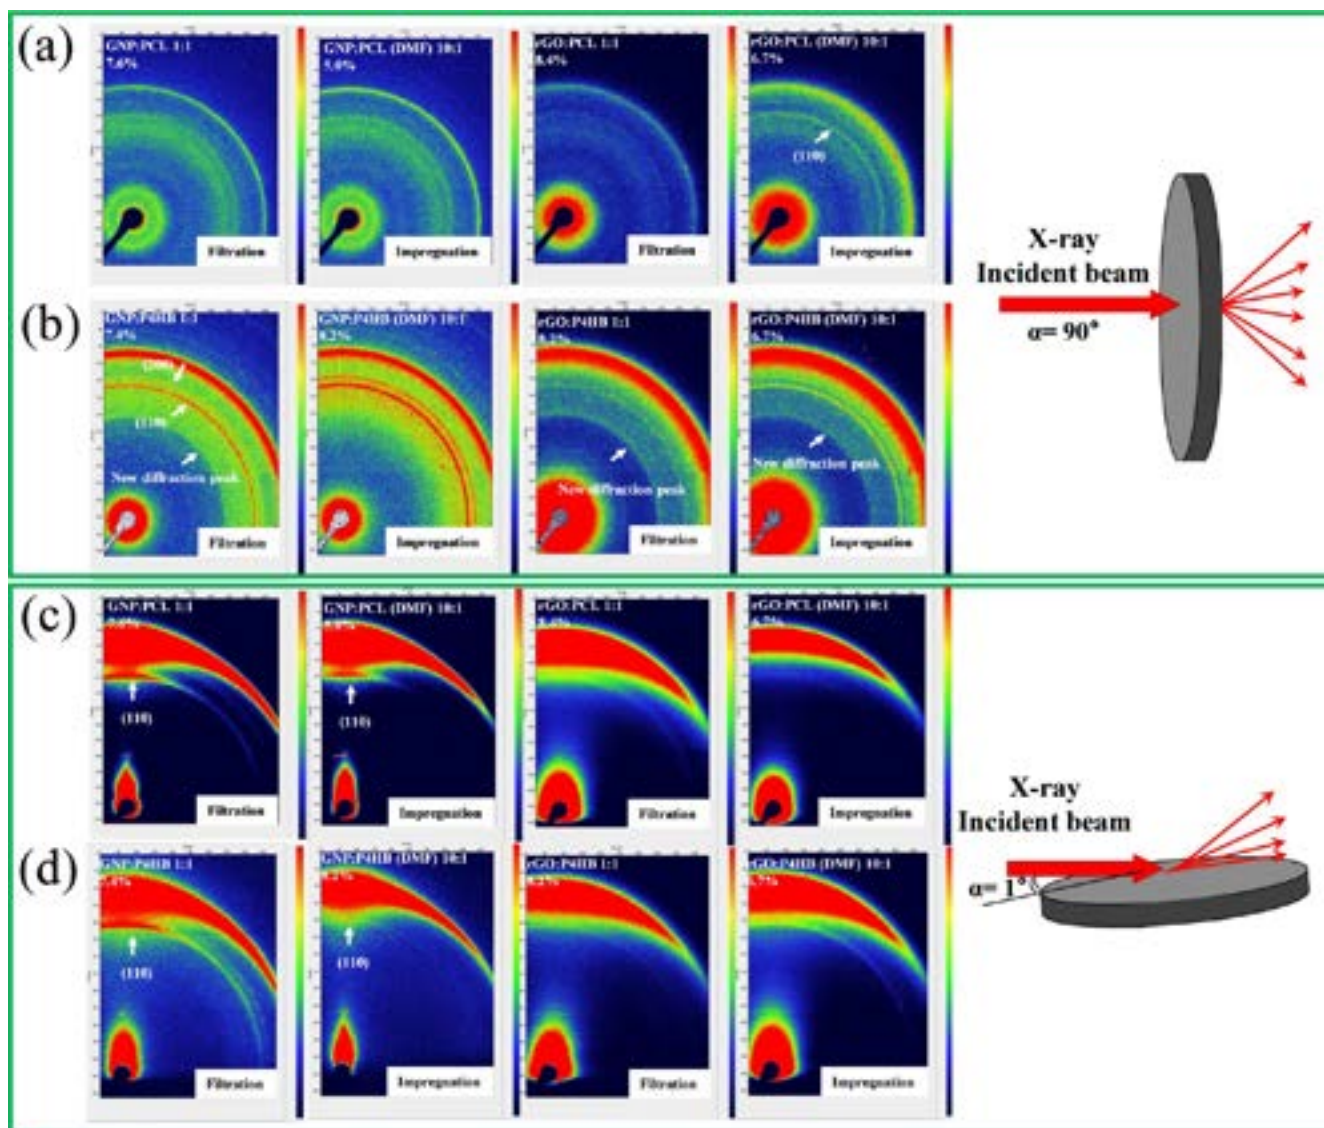 (a)
GNP:PCL 1:1
7.6%
Filtration
GNP:PCL (DMF) 10:1
5.0%
Impregnation
rGO:PCL 1:1
8.4%
Filtration
rGO:PCL (DMF) 10:1
6.7%
(110)
Impregnation
X-ray
Incident beam
α= 90°
(b)
GNP:P4HB 1:1
7.4%
(110)
New diffraction peak
Filtration
GNP:P4HB (DMF) 10:1
Impregnation
rGO:P4HB 1:1
New diffraction peak
Filtration
rGO:P4HB (DMF) 10:1
6.7%
New diffraction peak
Impregnation
(c)
GNP:PCL 1:1
(110)
Filtration
GNP:PCL (DMF) 10:1
(110)
Impregnation
rGO:PCL 1:1
8.4%
Filtration
rGO:PCL (DMF) 10:1
6.7%
Impregnation
X-ray
Incident beam
α= 1°
(d)
GNP:P4HB 1:1
(110)
Filtration
GNP:P4HB (DMF) 10:1
(110)
Impregnation
rGO:P4HB 1:1
Filtration
rGO:P4HB (DMF) 10:1
Impregnation